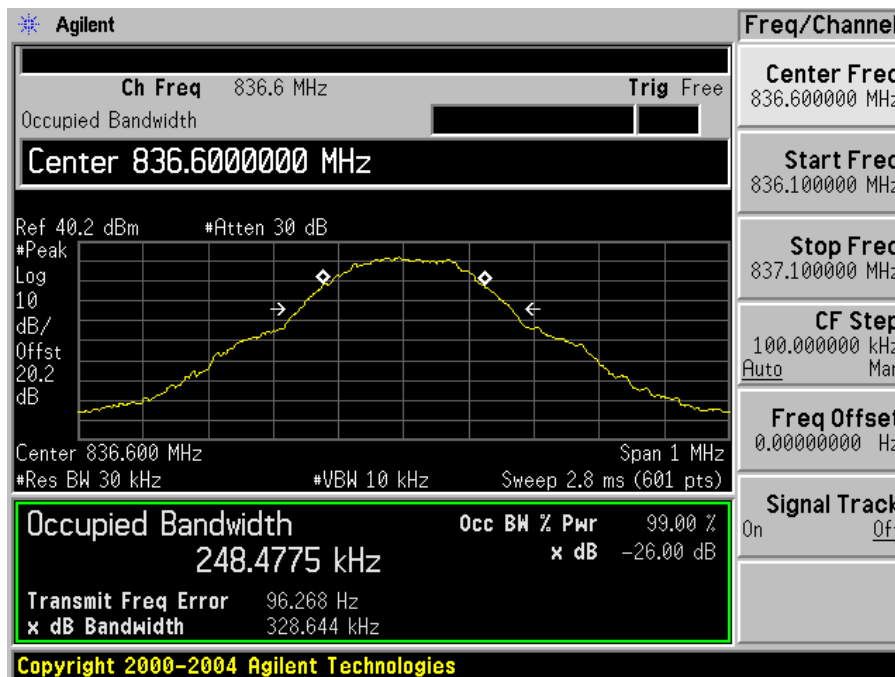 Agilent
Freq/Channel
Ch Freq 836.6 MHz Trig Free
Occupied Bandwidth
Center 836.6000000 MHz
Ref 40.2 dBm #Atten 30 dB
#Peak
Log
10
dB/
Offst
20.2
dB
Center 836.600 MHz Span 1 MHz
#Res BW 30 kHz #VBW 10 kHz Sweep 2.8 ms (601 pts)
Occupied Bandwidth
248.4775 kHz
Occ BW % Pwr 99.00 %
x dB -26.00 dB
Transmit Freq Error 96.268 Hz
x dB Bandwidth 328.644 kHz
Center Freq
836.600000 MHz
Start Freq
836.100000 MHz
Stop Freq
837.100000 MHz
CF Step
100.000000 kHz
Auto Man
Freq Offset
0.00000000 Hz
Signal Track
On Off
Copyright 2000-2004 Agilent Technologies